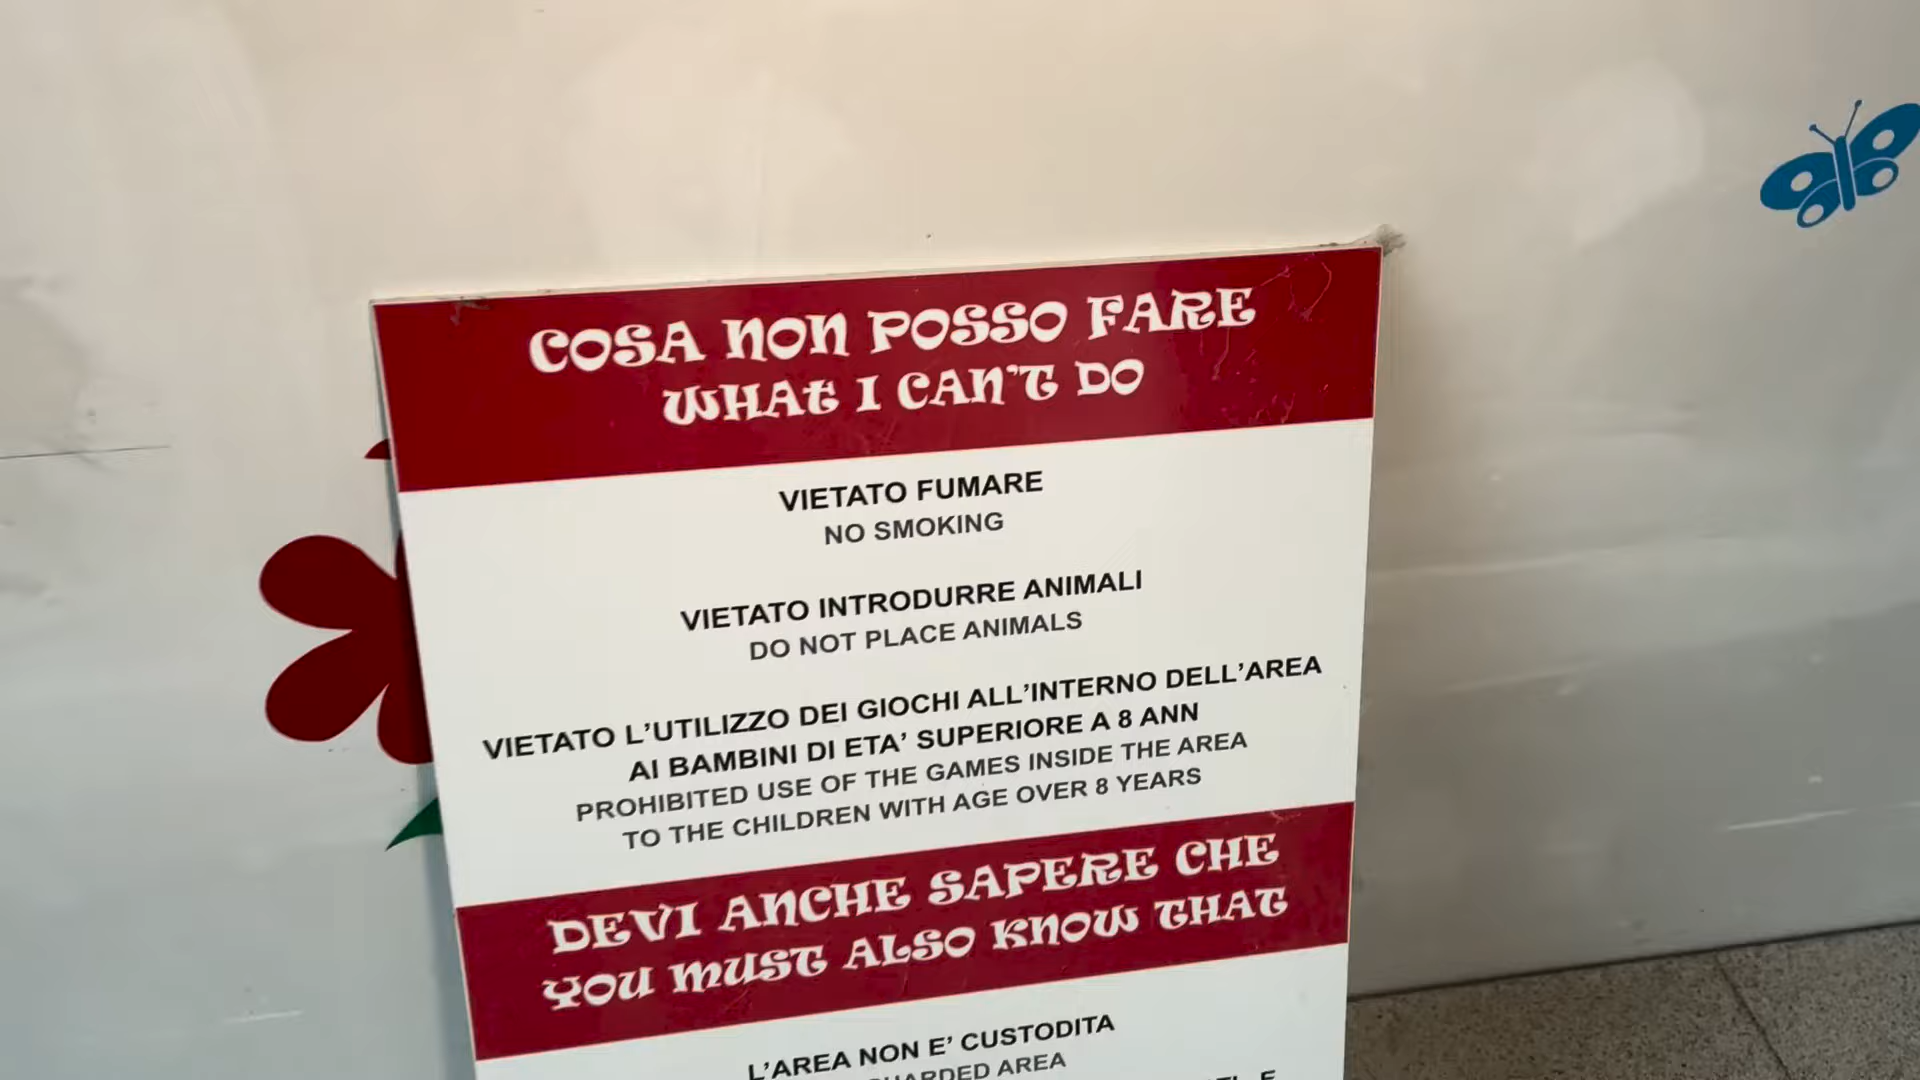 COSA NON POSSO FARE
WHAT I CAN'T DO
VIETATO FUMARE
NO SMOKING
VIETATO INTRODURRE ANIMALI
DO NOT PLACE ANIMALS
VIETATO L'UTILIZZO DEI GIOCHI ALL'INTERNO DELL'AREA
AI BAMBINI DI ETA' SUPERIORE A 8 ANN
PROHIBITED USE OF THE GAMES INSIDE THE AREA
TO THE CHILDREN WITH AGE OVER 8 YEARS
DEVI ANCHE SAPERE CHE
YOU MUST ALSO KNOW THAT
L'AREA NON E' CUSTODITA
AREA